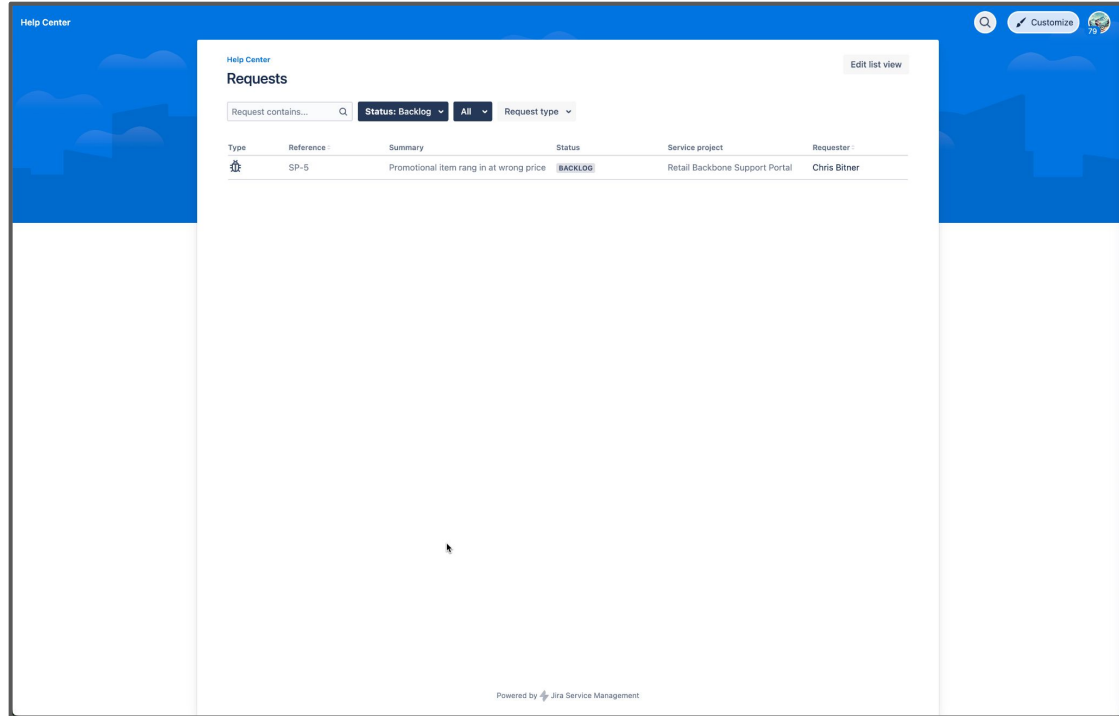 Help Center
Customize
79
Help Center
Requests
Edit list view
Request contains...
Status: Backlog
All
Request type
Type Reference Summary Status Service project Requester
SP-5 Promotional item rang in at wrong price BACKLOG Retail Backbone Support Portal Chris Bitner
Powered by Jira Service Management